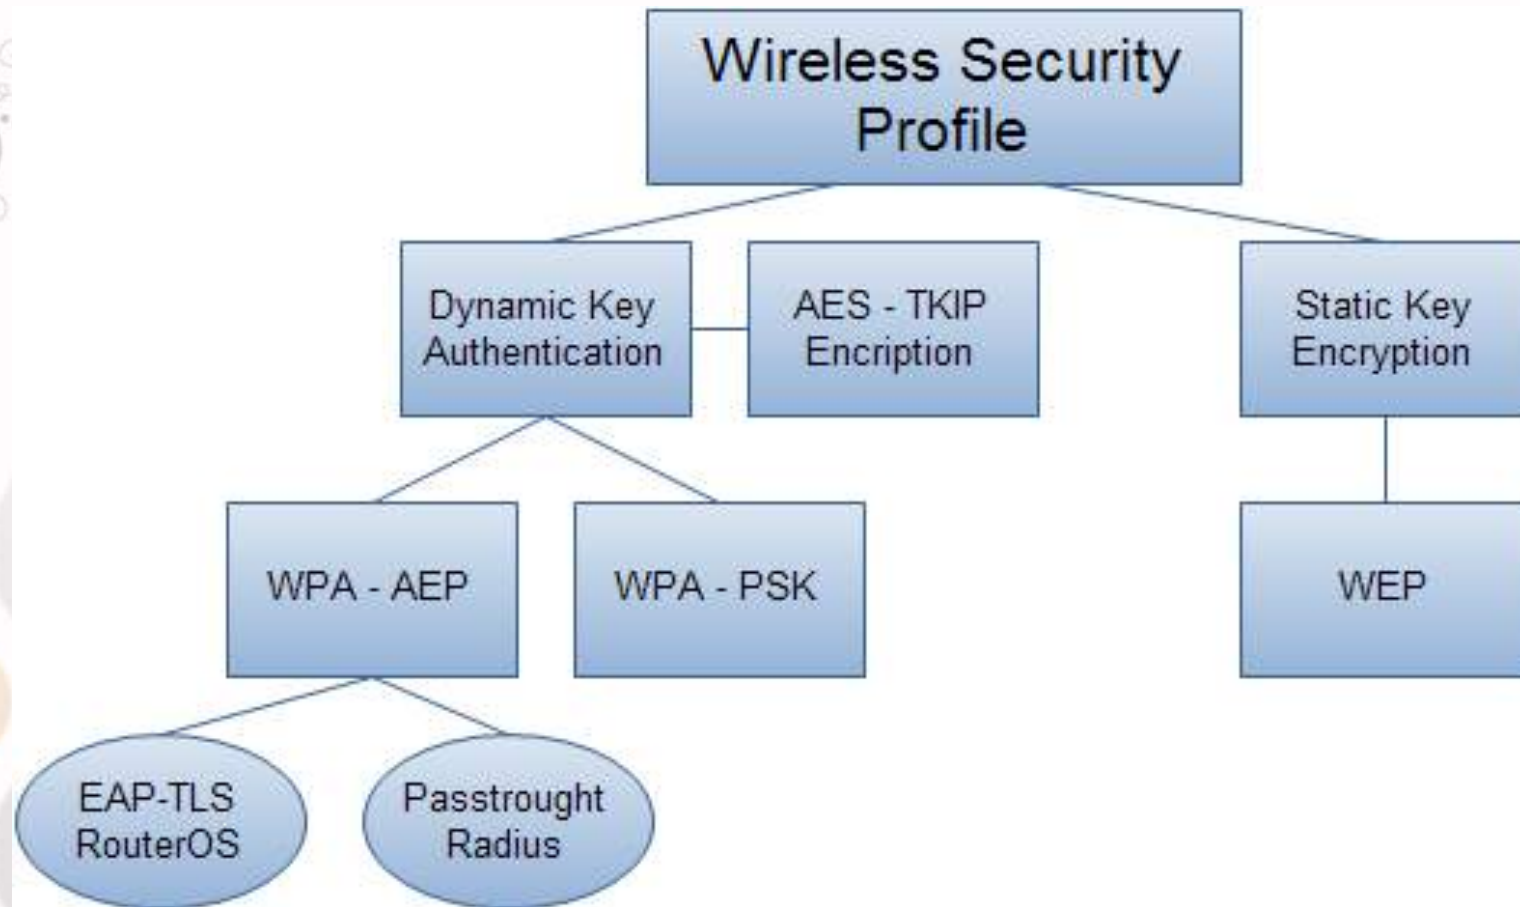 Wireless Security
Profile
Dynamic Key
Authentication
AES - TKIP
Encription
Static Key
Encryption
WPA - AEP
WPA - PSK
WEP
EAP-TLS
RouterOS
Passtrought
Radius